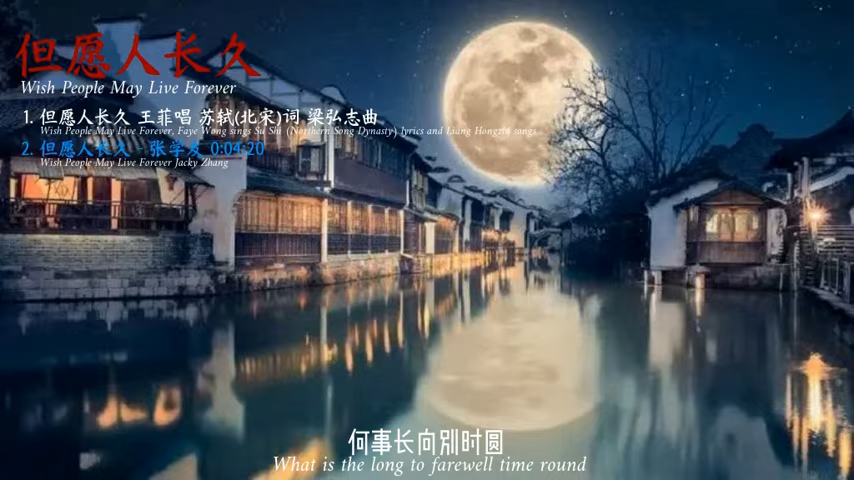 但愿人长久
Wish People May Live Forever
1. 但愿人长久 王菲唱 苏轼(北宋)词 梁弘志曲
Wish People May Live Forever, Faye Wong sings Su Shi (Northern Song Dynasty) lyrics and Liang Hongzhi songs
2. 但愿人长久 - 张学友 0:04:20
Wish People May Live Forever Jacky Zhang
何事长向别时圆
What is the long to farewell time round